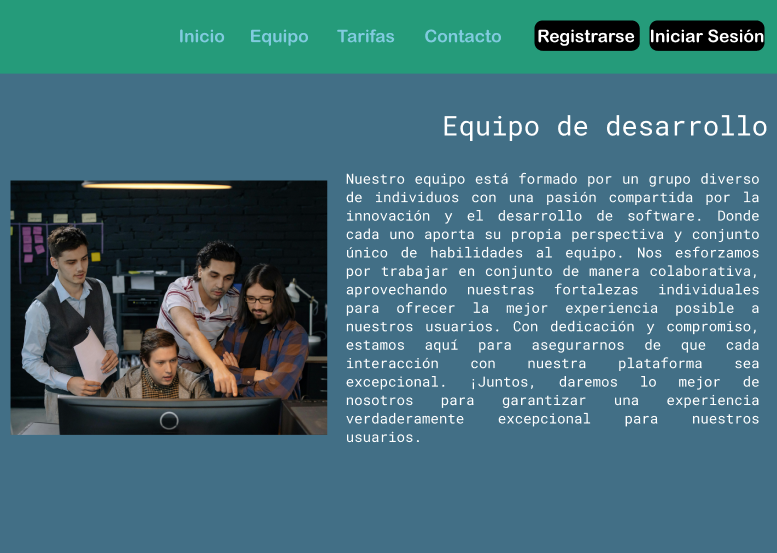 Inicio Equipo Tarifas Contacto Registrarse Iniciar Sesión
Equipo de desarrollo
Nuestro equipo está formado por un grupo diverso
de individuos con una pasión compartida por la
innovación y el desarrollo de software. Donde
cada uno aporta su propia perspectiva y conjunto
único de habilidades al equipo. Nos esforzamos
por trabajar en conjunto de manera colaborativa,
aprovechando nuestras fortalezas individuales
para ofrecer la mejor experiencia posible a
nuestros usuarios. Con dedicación y compromiso,
estamos aquí para asegurarnos de que cada
interacción con nuestra plataforma sea
excepcional. ¡Juntos, daremos lo mejor de
nosotros para garantizar una experiencia
verdaderamente excepcional para nuestros
usuarios.